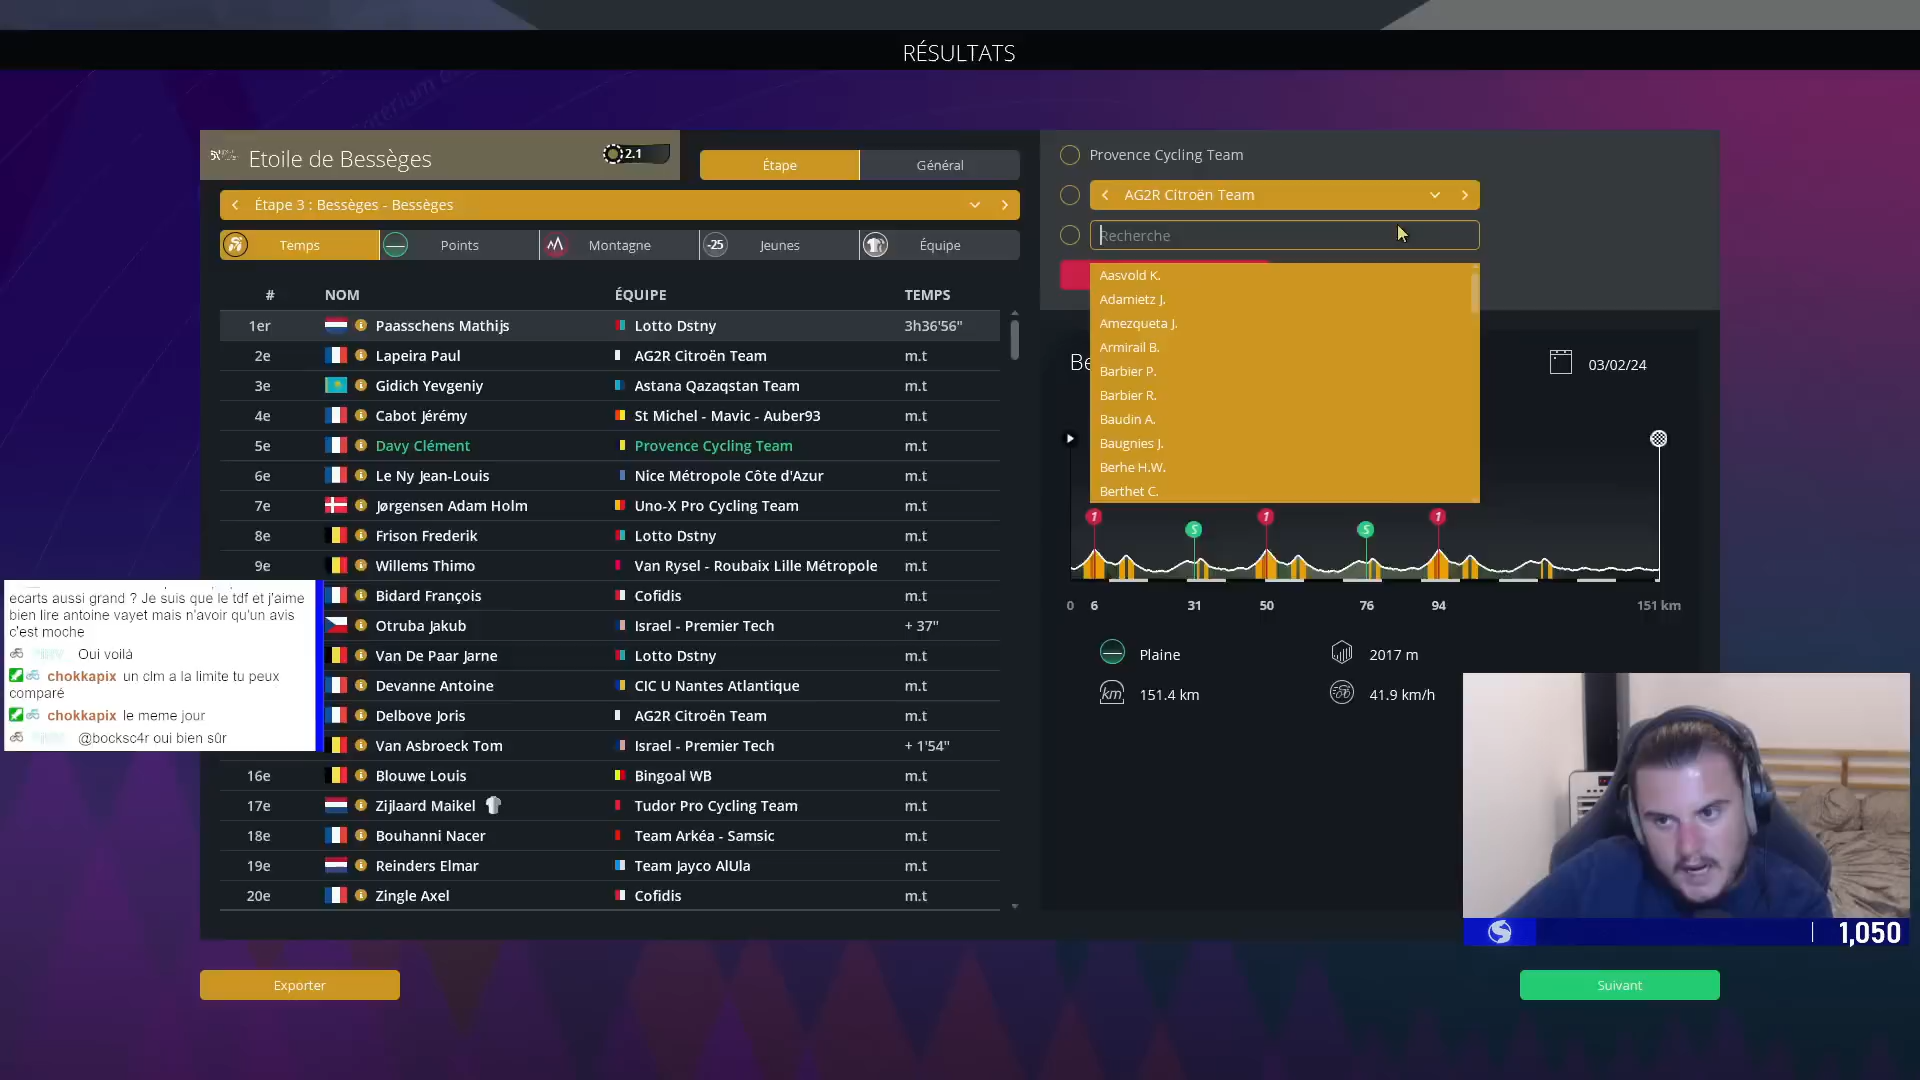 RÉSULTATS
Etoile de Bessèges
2.1
Étape
Général
Étape 3 : Bessèges - Bessèges
Temps
Points
Montagne
-25
Jeunes
Équipe
# NOM ÉQUIPE TEMPS
1er Paasschens Mathijs Lotto Dstny 3h36'56"
2e Lapeira Paul AG2R Citroën Team m.t
3e Gidich Yevgeniy Astana Qazaqstan Team m.t
4e Cabot Jérémy St Michel - Mavic - Auber93 m.t
5e Davy Clément Provence Cycling Team m.t
6e Le Ny Jean-Louis Nice Métropole Côte d'Azur m.t
7e Jørgensen Adam Holm Uno-X Pro Cycling Team m.t
8e Frison Frederik Lotto Dstny m.t
9e Willems Thimo Van Rysel - Roubaix Lille Métropole m.t
Bidard François Cofidis m.t
Otruba Jakub Israel - Premier Tech + 37"
Van De Paar Jarne Lotto Dstny m.t
Devanne Antoine CIC U Nantes Atlantique m.t
Delbove Joris AG2R Citroën Team m.t
Van Asbroeck Tom Israel - Premier Tech + 1'54"
16e Blouwe Louis Bingoal WB m.t
17e Zijlaard Maikel Tudor Pro Cycling Team m.t
18e Bouhanni Nacer Team Arkéa - Samsic m.t
19e Reinders Elmar Team Jayco AlUla m.t
20e Zingle Axel Cofidis m.t
ecarts aussi grand ? Je suis que le tdf et j'aime
bien lire antoine vayet mais n'avoir qu'un avis
c'est moche
Oui voilà
chokkapix un clm a la limite tu peux
comparé
chokkapix le meme jour
@bocksc4r oui bien sûr
Exporter
Provence Cycling Team
AG2R Citroën Team
Recherche
Aasvold K.
Adamietz J.
Amezqueta J.
Armirail B.
Barbier P.
Barbier R.
Baudin A.
Baugnies J.
Berhe H.W.
Berthet C.
Be
03/02/24
1 S 1 S 1
0 6 31 50 76 94 151 km
Plaine
2017 m
km
151.4 km
41.9 km/h
1,050
Suivant